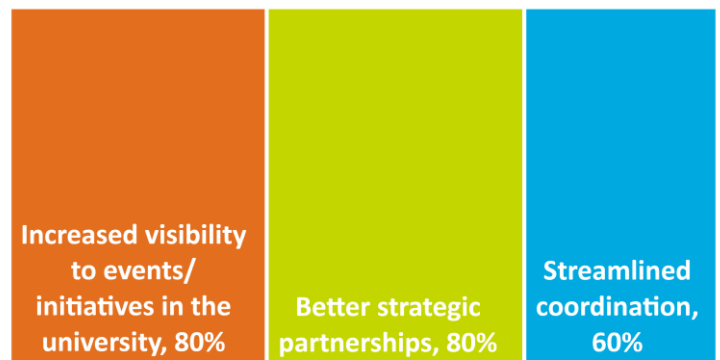 Increased visibility
to events/
initiatives in the
university, 80%
Better strategic
partnerships, 80%
Streamlined
coordination,
60%